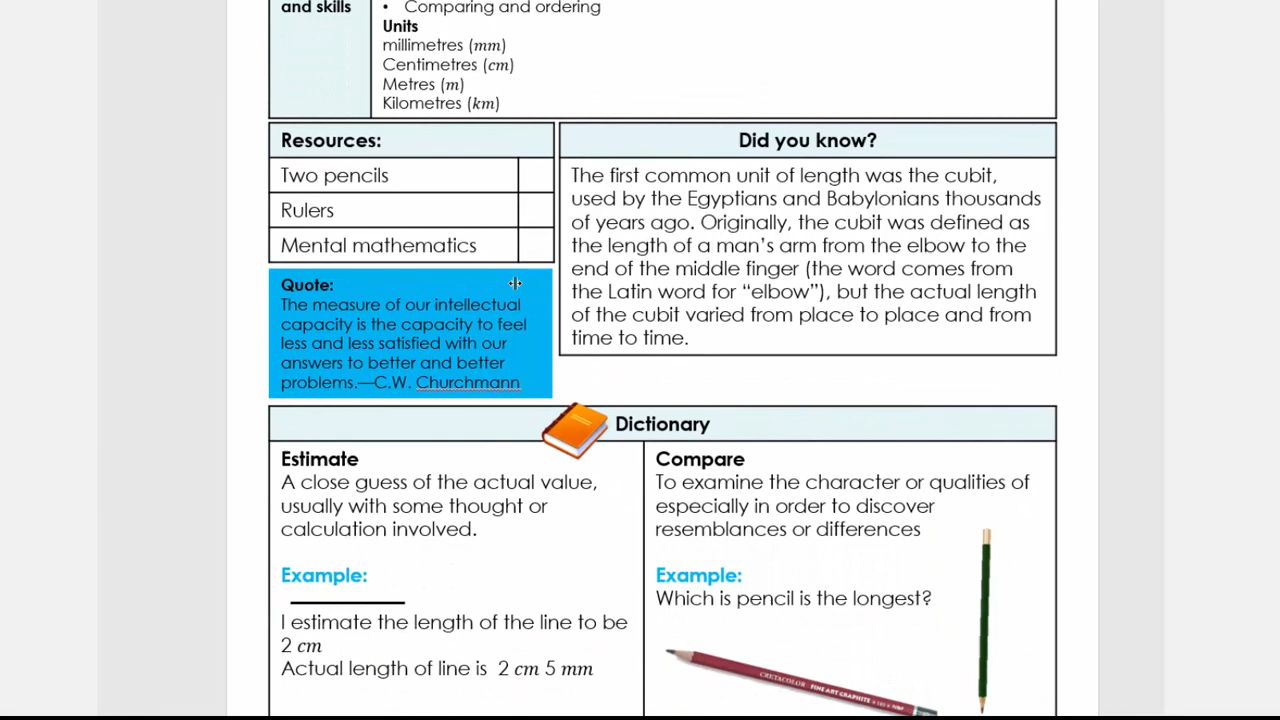 and skills
• Comparing and ordering
Units
millimetres (mm)
Centimetres (cm)
Metres (m)
Kilometres (km)
Resources:
Two pencils
Rulers
Mental mathematics
Quote:
The measure of our intellectual
capacity is the capacity to feel
less and less satisfied with our
answers to better and better
problems.—C.W. Churchmann
Did you know?
The first common unit of length was the cubit,
used by the Egyptians and Babylonians thousands
of years ago. Originally, the cubit was defined as
the length of a man’s arm from the elbow to the
end of the middle finger (the word comes from
the Latin word for “elbow”), but the actual length
of the cubit varied from place to place and from
time to time.
Dictionary
Estimate
A close guess of the actual value,
usually with some thought or
calculation involved.
Example:
I estimate the length of the line to be
2 cm
Actual length of line is 2 cm 5 mm
Compare
To examine the character or qualities of
especially in order to discover
resemblances or differences
Example:
Which is pencil is the longest?
CRETACOLOR FINE ART GRAPHITE